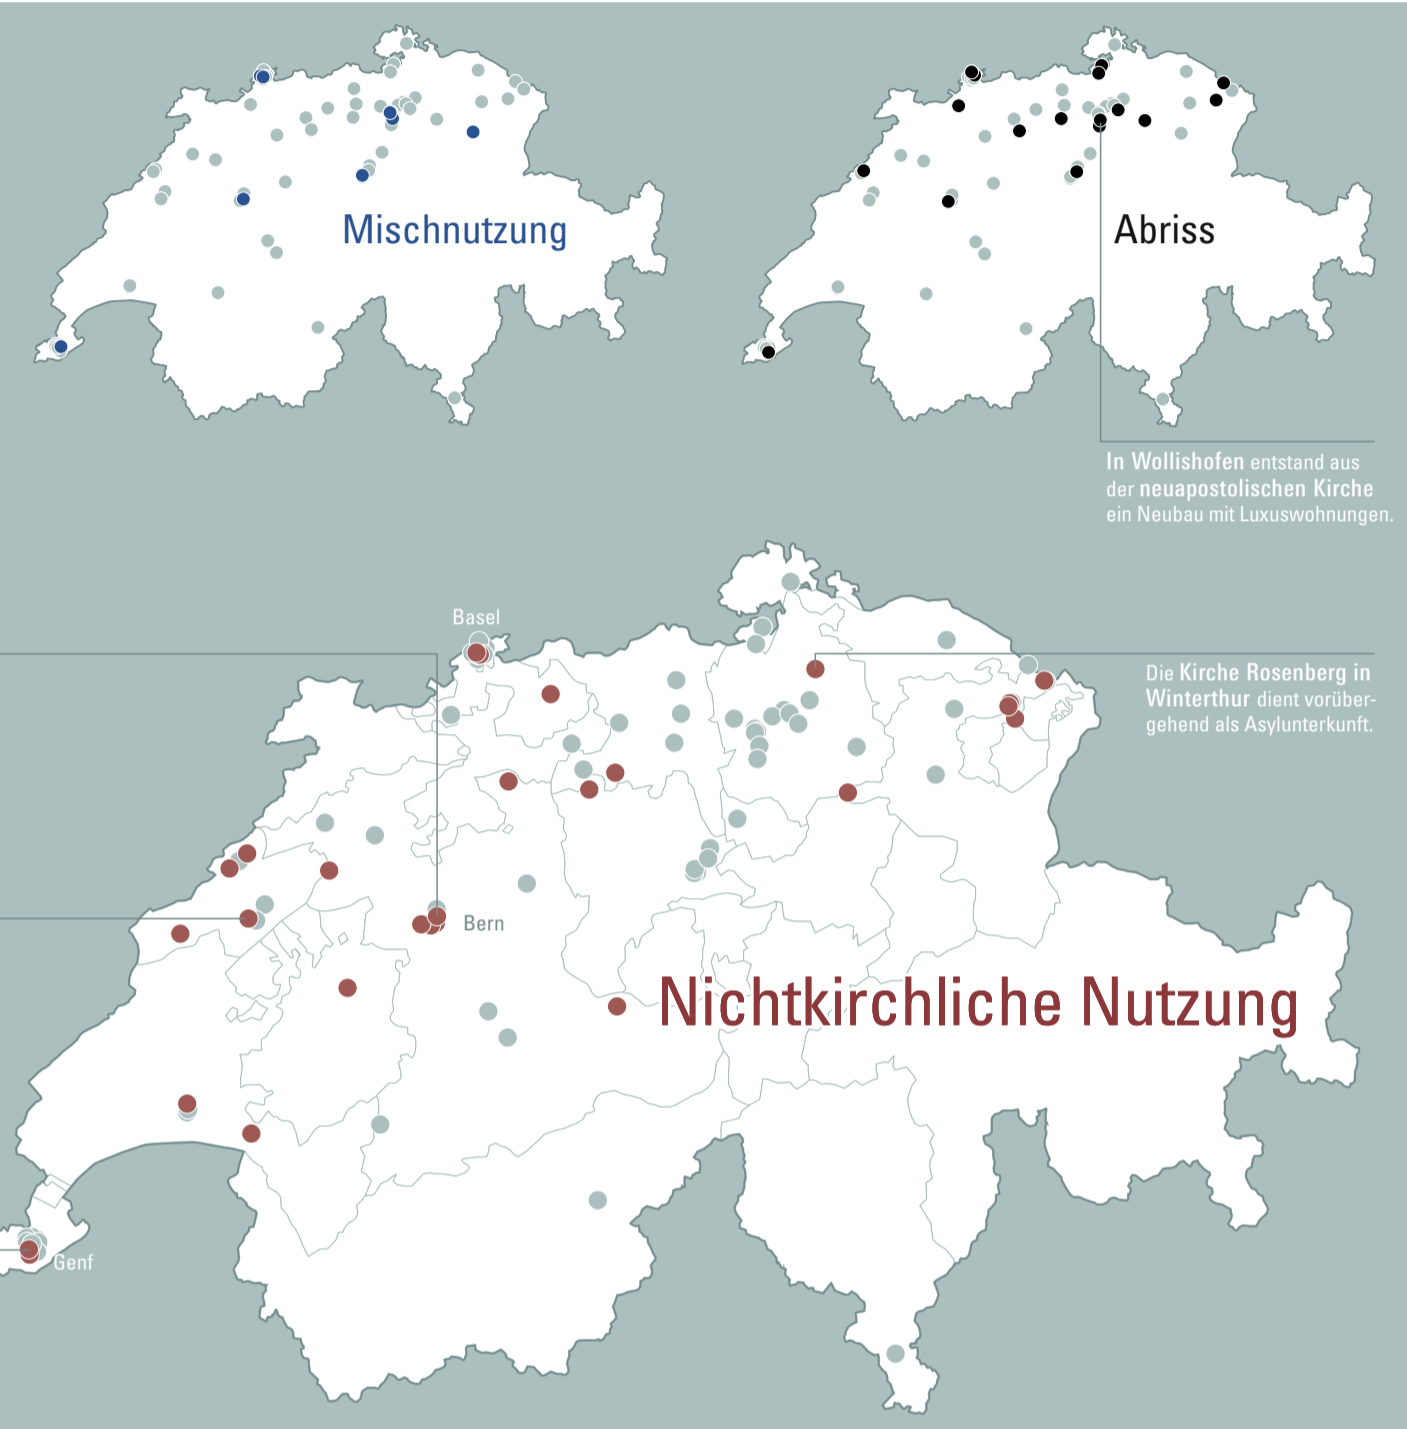 Mischnutzung
Abriss
In Wollishofen entstand aus
der neuapostolischen Kirche
ein Neubau mit Luxuswohnungen.
Basel
Die Kirche Rosenberg in
Winterthur dient vorüber-
gehend als Asylunterkunft.
Bern
Nichtkirchliche Nutzung
Genf